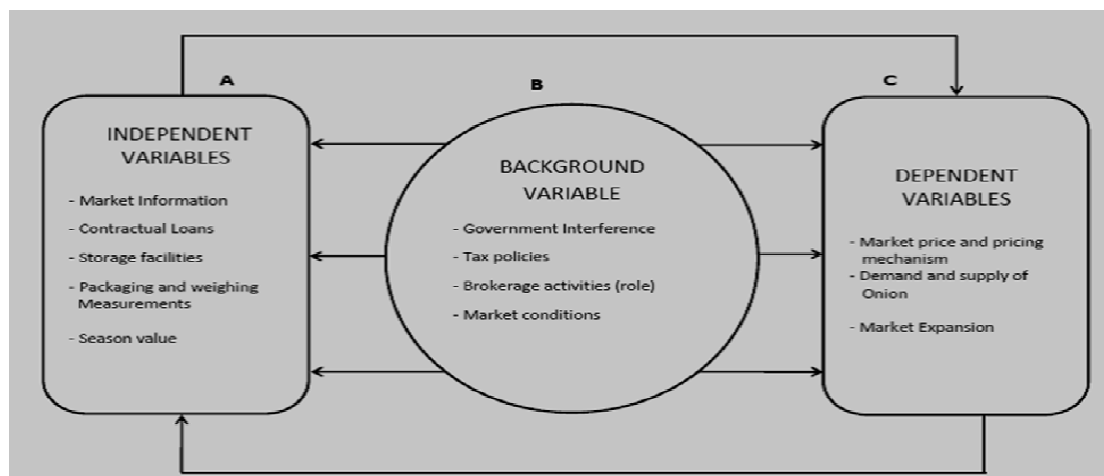 A
INDEPENDENT
VARIABLES
- Market Information
- Contractual Loans
- Storage facilities
- Packaging and weighing
Measurements
- Season value
B
BACKGROUND
VARIABLE
- Government Interference
- Tax policies
- Brokerage activities (role)
- Market conditions
C
DEPENDENT
VARIABLES
- Market price and pricing
mechanism
- Demand and supply of
Onion
- Market Expansion